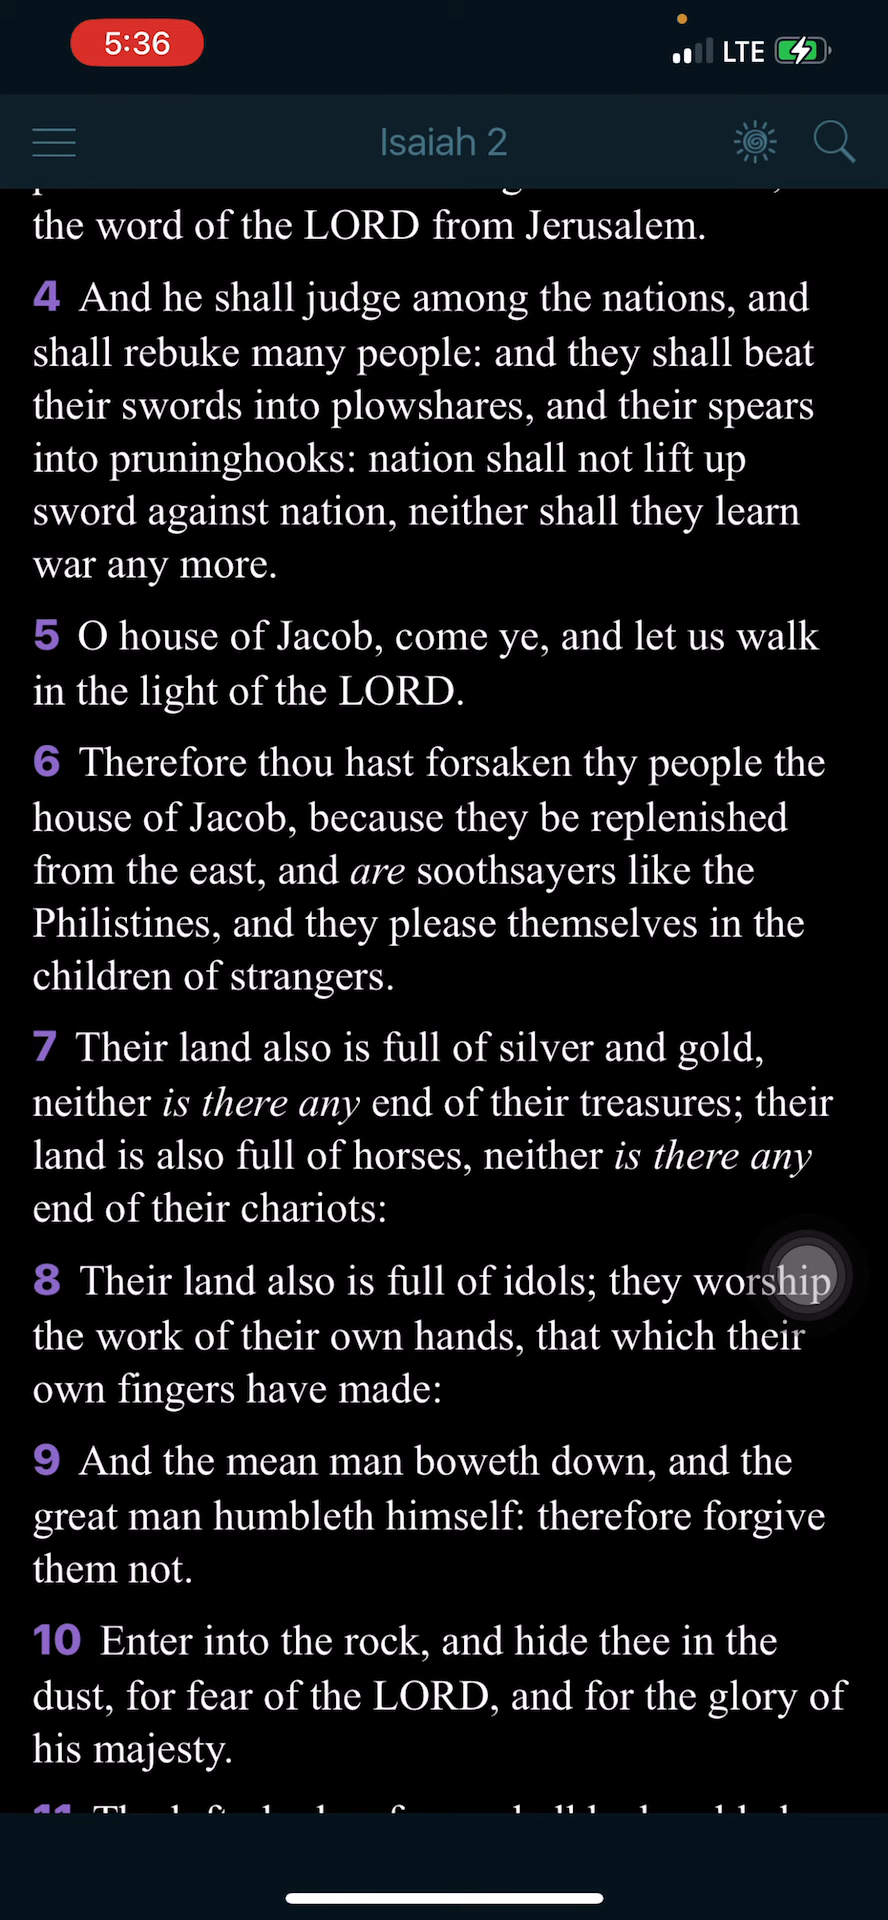 5:36
LTE
Isaiah 2
the word of the LORD from Jerusalem.
4 And he shall judge among the nations, and
shall rebuke many people: and they shall beat
their swords into plowshares, and their spears
into pruninghooks: nation shall not lift up
sword against nation, neither shall they learn
war any more.
5 O house of Jacob, come ye, and let us walk
in the light of the LORD.
6 Therefore thou hast forsaken thy people the
house of Jacob, because they be replenished
from the east, and are soothsayers like the
Philistines, and they please themselves in the
children of strangers.
7 Their land also is full of silver and gold,
neither is there any end of their treasures; their
land is also full of horses, neither is there any
end of their chariots:
8 Their land also is full of idols; they worship
the work of their own hands, that which their
own fingers have made:
9 And the mean man boweth down, and the
great man humbleth himself: therefore forgive
them not.
10 Enter into the rock, and hide thee in the
dust, for fear of the LORD, and for the glory of
his majesty.